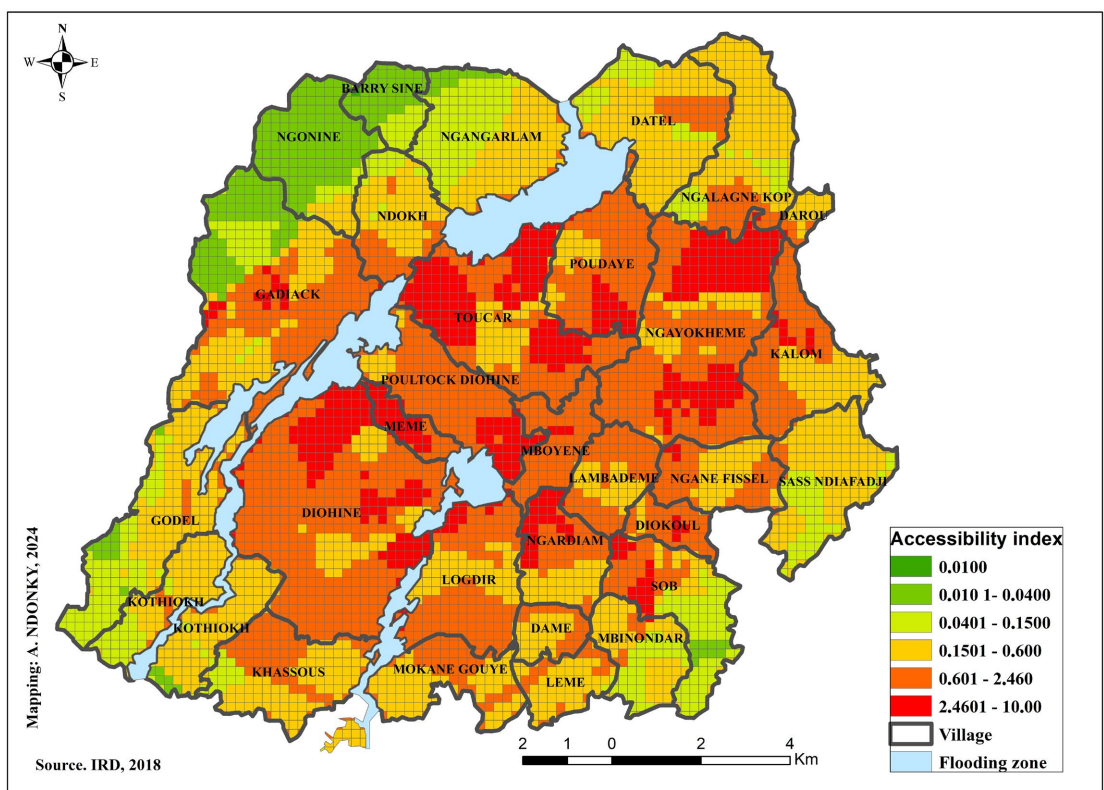 N
W E
S
BARRY SINE
NGONINE
NGANGARLAM
DATEL
NDOKH
NGALAGNE KOP
DAROU
POUDAYE
GADIACK
TOUCAR
NGAYOKHEME
KALOM
POULTOCK DIOHINE
MEME
MBOYENE
LAMBADEME
NGANE FISSEL
SASS NDIAFADJI
GODEL
DIOHINE
DIOKOUL
NGARDIAM
LOGDIR
SOB
KOTHIOKH
KOTHIOKH
DAME
MBINONDAR
KHASSOUS
MOKANE GOUYE
LEME
Accessibility index
0.0100
0.010 1- 0.0400
0.0401 - 0.1500
0.1501 - 0.600
0.601 - 2.460
2.4601 - 10.00
Village
Flooding zone
Mapping: A. NDONKY, 2024
Source. IRD, 2018
2 1 0 2 4
Km